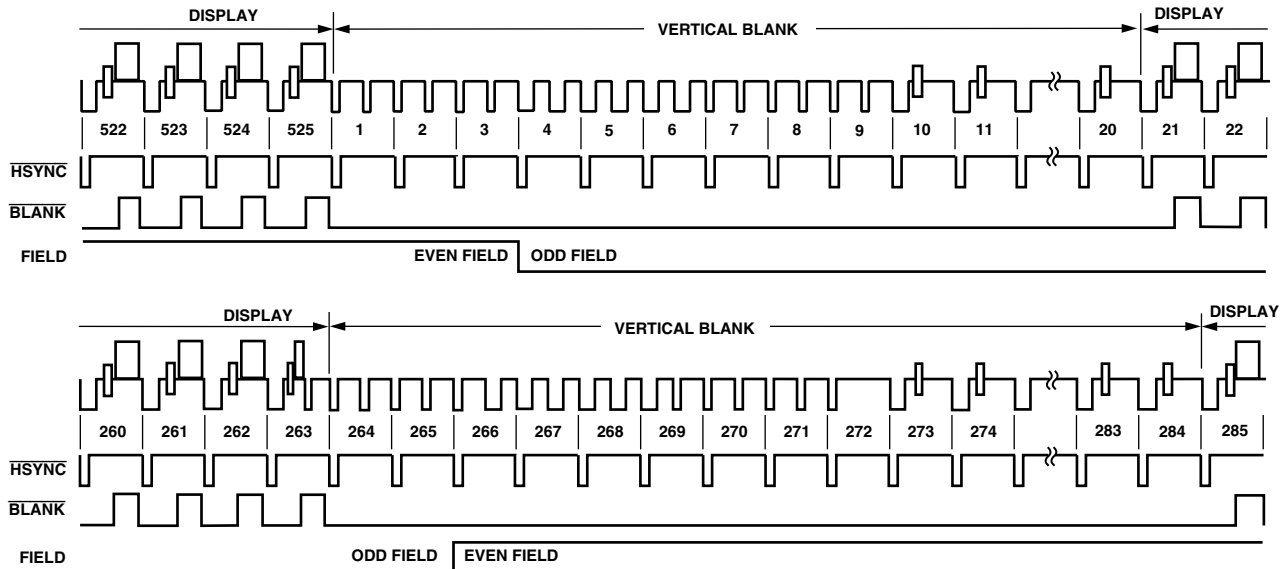 DISPLAY VERTICAL BLANK DISPLAY
522 523 524 525 1 2 3 4 5 6 7 8 9 10 11 20 21 22
HSYNC
BLANK
FIELD EVEN FIELD ODD FIELD
DISPLAY VERTICAL BLANK DISPLAY
260 261 262 263 264 265 266 267 268 269 270 271 272 273 274 283 284 285
HSYNC
BLANK
FIELD ODD FIELD EVEN FIELD